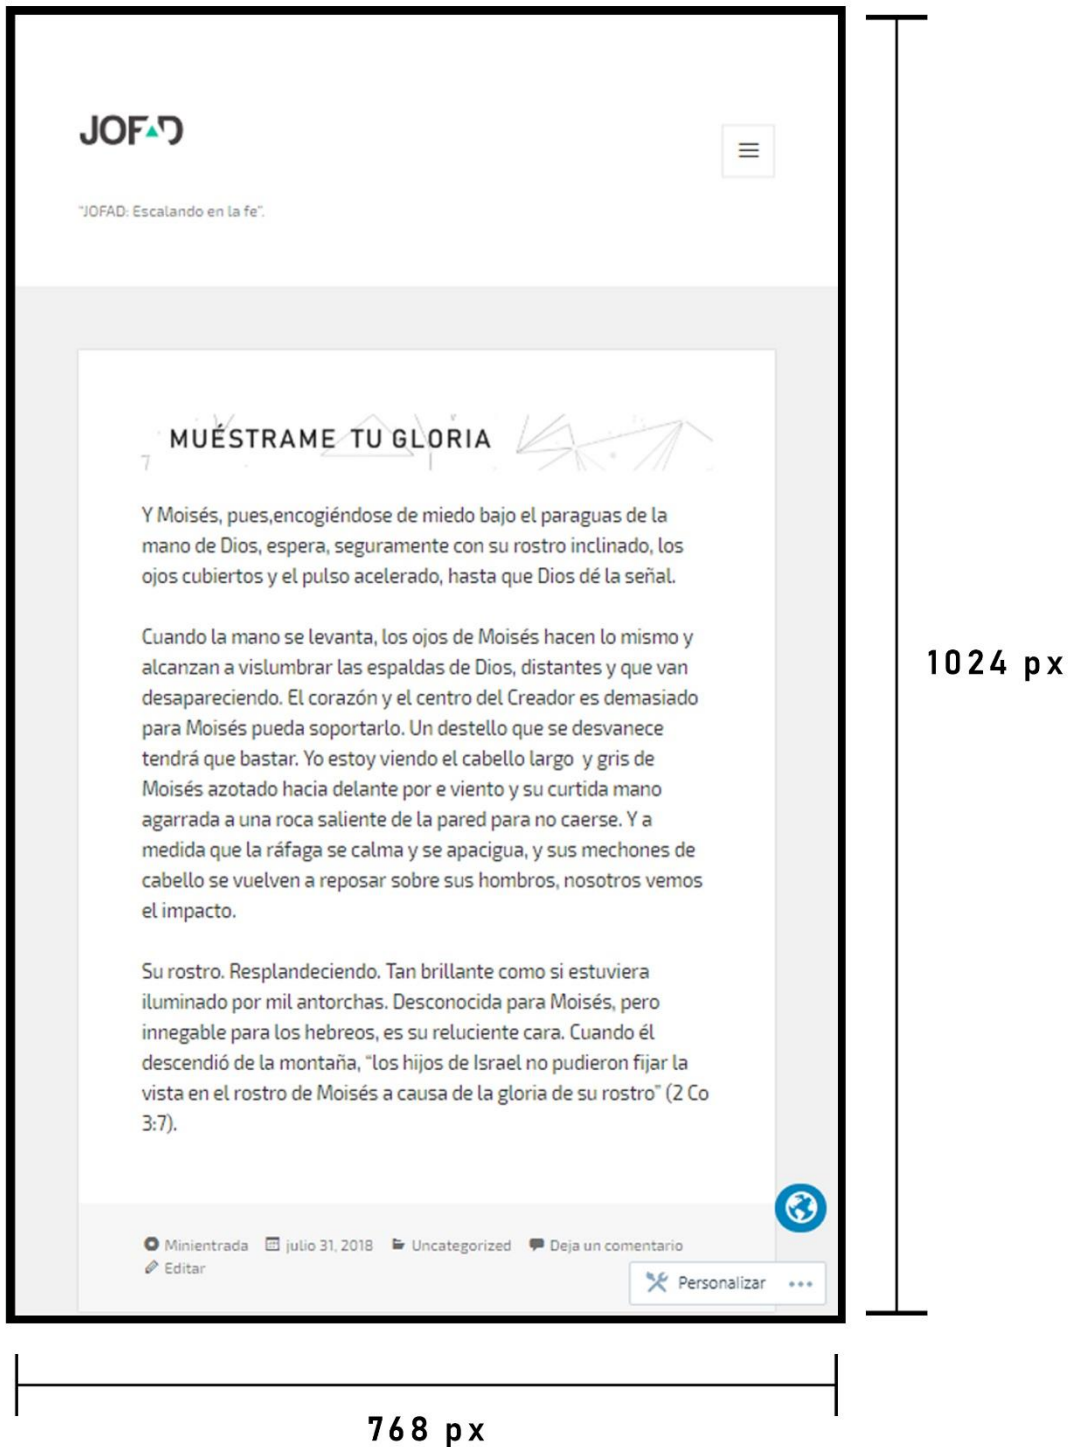 JOFAD
"JOFAD: Escalando en la fe".
MUÉSTRAME TU GLORIA
Y Moisés, pues,encogiéndose de miedo bajo el paraguas de la
mano de Dios, espera, seguramente con su rostro inclinado, los
ojos cubiertos y el pulso acelerado, hasta que Dios dé la señal.
Cuando la mano se levanta, los ojos de Moisés hacen lo mismo y
alcanzan a vislumbrar las espaldas de Dios, distantes y que van
desapareciendo. El corazón y el centro del Creador es demasiado
para Moisés pueda soportarlo. Un destello que se desvanece
tendrá que bastar. Yo estoy viendo el cabello largo  y gris de
Moisés azotado hacia delante por e viento y su curtida mano
agarrada a una roca saliente de la pared para no caerse. Y a
medida que la ráfaga se calma y se apacigua, y sus mechones de
cabello se vuelven a reposar sobre sus hombros, nosotros vemos
el impacto.
Su rostro. Resplandeciendo. Tan brillante como si estuviera
iluminado por mil antorchas. Desconocida para Moisés, pero
innegable para los hebreos, es su reluciente cara. Cuando él
descendió de la montaña, “los hijos de Israel no pudieron fijar la
vista en el rostro de Moisés a causa de la gloria de su rostro” (2 Co
3:7).
Minientrada julio 31, 2018 Uncategorized Deja un comentario
Editar
Personalizar
1024 px
768 px